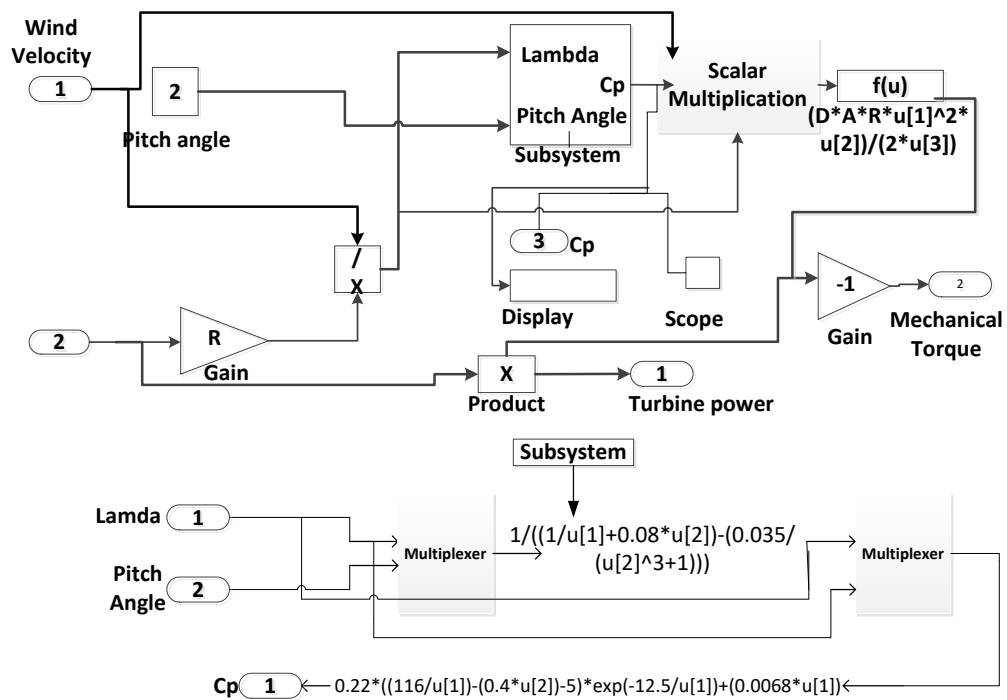 Wind
Velocity
1
2
Pitch angle
Lambda
Cp
Pitch Angle
Subsystem
Scalar
Multiplication
f(u)
(D*A*R*u[1]^2*
u[2])/(2*u[3])
/
X
3
Cp
Display
Scope
-1
Gain
2
Mechanical
Torque
2
R
Gain
X
Product
1
Turbine power
Subsystem
Lamda
1
Pitch
Angle
2
Multiplexer
1/((1/u[1]+0.08*u[2])-(0.035/
(u[2]^3+1)))
Multiplexer
Cp
1
0.22*((116/u[1])-(0.4*u[2])-5)*exp(-12.5/u[1])+(0.0068*u[1])